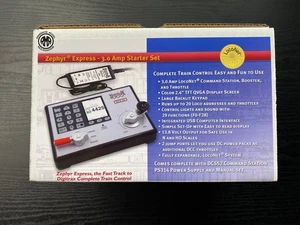 Zephyr Express - 3.0 Amp Starter Set
LocoNet
Complete Train Control Easy and Fun to Use
3.0 Amp LocoNet Command Station, Booster, and Throttle
Color 2.4" TFT QVGA Display Screen
Large Backlit Keypad
Runs up to 20 Loco addresses and throttles
Control lights and sound with
29 Functions (F0-F28)
Integrated USB Computer Interface
Simple Set-Up with Easy to Read Display
13.8 Volt Output for Safe Use in
N and HO Scales
2 Jump Ports let you use DC power packs as
additional DCC throttles
Fully expandable, LocoNet System
Comes complete with DCS52 Command Station
PS314 Power Supply and Manual Set
Zephyr Express, the Fast Track to
Digitrax Complete Train Control